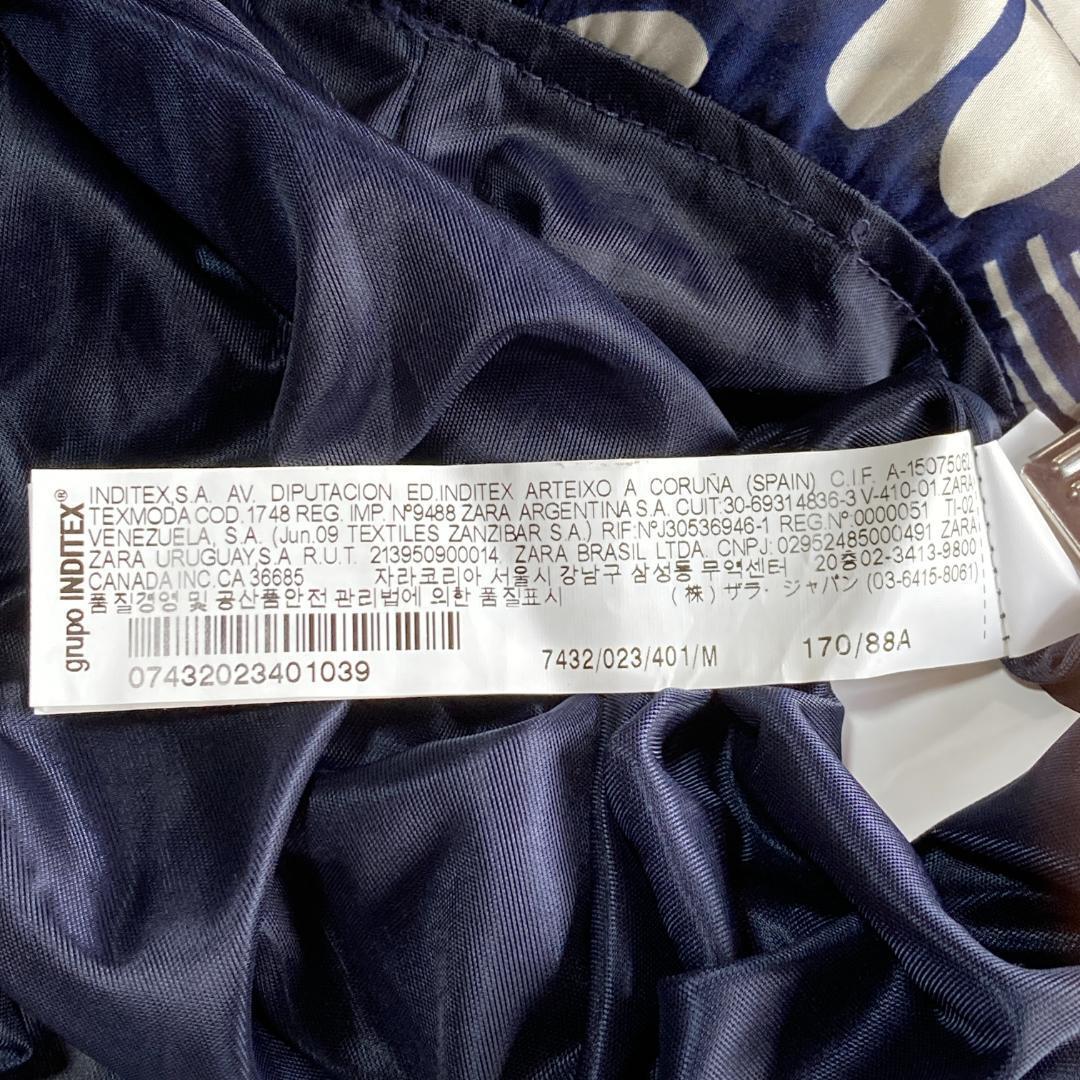 grupo INDITEX®
INDITEX,S.A. AV. DIPUTACION ED.INDITEX ARTEIXO A CORUÑA (SPAIN) C.I.F. A-15075062
TEXMODA COD.1748 REG. IMP. Nº9488 ZARA ARGENTINA S.A. CUIT:30-69314836-3 V-410-01 ZARA
VENEZUELA, S.A. (Jun.09 TEXTILES ZANZIBAR S.A.) RIF:NºJ30536946-1 REG.Nº 0000051 TI-02
ZARA URUGUAY,S.A R.U.T. 213950900014 ZARA BRASIL LTDA. CNPJ: 02952485000491 ZARA
CANADA INC.CA 36685 자라코리아 서울시 강남구 삼성동 무역센터 20층02-3413-9800
품질경영 및 공산품안전 관리법에 의한 품질표시 (株) ザラ・ジャパン (03-6415-8061)
07432023401039 7432/023/401/M 170/88A